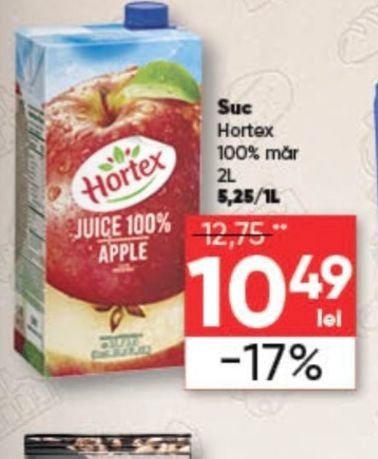 Suc
Hortex
100% măr
2L
5,25/1L
12,75**
10 49
lei
-17%
Hortex
JUICE 100%
APPLE